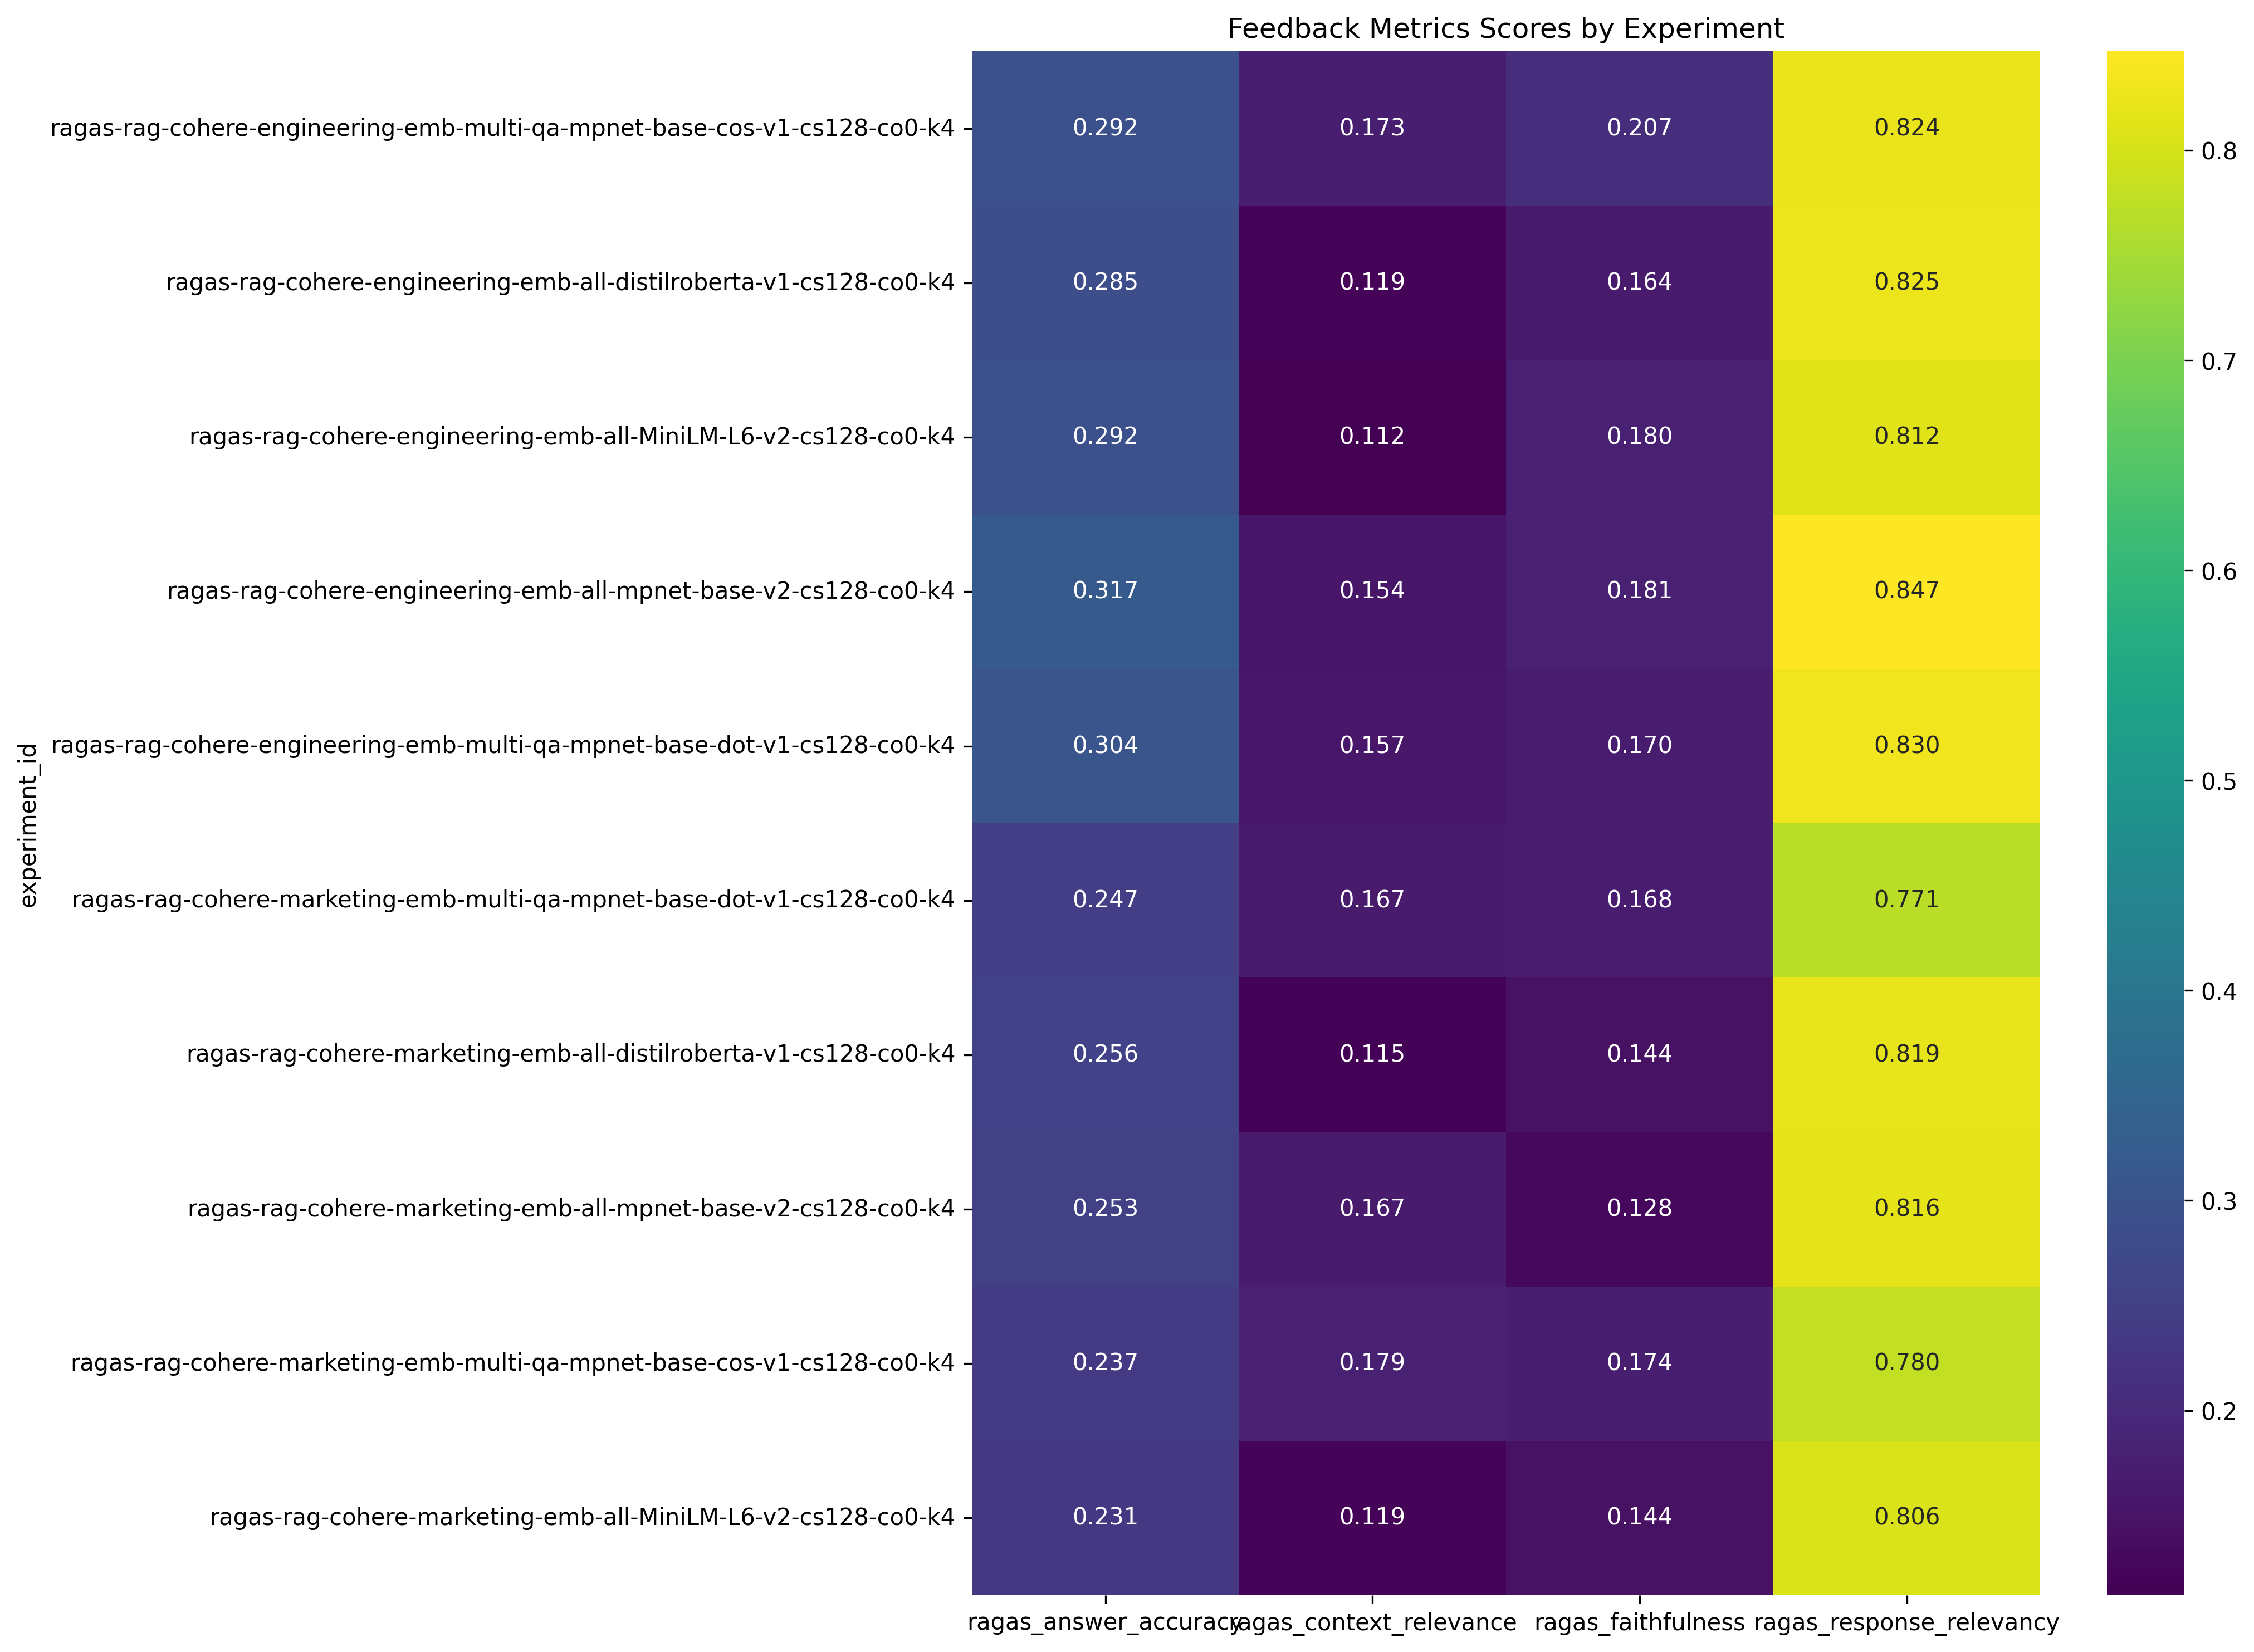 Feedback Metrics Scores by Experiment
experiment_id
ragas-rag-cohere-engineering-emb-multi-qa-mpnet-base-cos-v1-cs128-co0-k4 0.292 0.173 0.207 0.824
ragas-rag-cohere-engineering-emb-all-distilroberta-v1-cs128-co0-k4 0.285 0.119 0.164 0.825
ragas-rag-cohere-engineering-emb-all-MiniLM-L6-v2-cs128-co0-k4 0.292 0.112 0.180 0.812
ragas-rag-cohere-engineering-emb-all-mpnet-base-v2-cs128-co0-k4 0.317 0.154 0.181 0.847
ragas-rag-cohere-engineering-emb-multi-qa-mpnet-base-dot-v1-cs128-co0-k4 0.304 0.157 0.170 0.830
ragas-rag-cohere-marketing-emb-multi-qa-mpnet-base-dot-v1-cs128-co0-k4 0.247 0.167 0.168 0.771
ragas-rag-cohere-marketing-emb-all-distilroberta-v1-cs128-co0-k4 0.256 0.115 0.144 0.819
ragas-rag-cohere-marketing-emb-all-mpnet-base-v2-cs128-co0-k4 0.253 0.167 0.128 0.816
ragas-rag-cohere-marketing-emb-multi-qa-mpnet-base-cos-v1-cs128-co0-k4 0.237 0.179 0.174 0.780
ragas-rag-cohere-marketing-emb-all-MiniLM-L6-v2-cs128-co0-k4 0.231 0.119 0.144 0.806
ragas_answer_accuracy ragas_context_relevance ragas_faithfulness ragas_response_relevancy
0.8
0.7
0.6
0.5
0.4
0.3
0.2